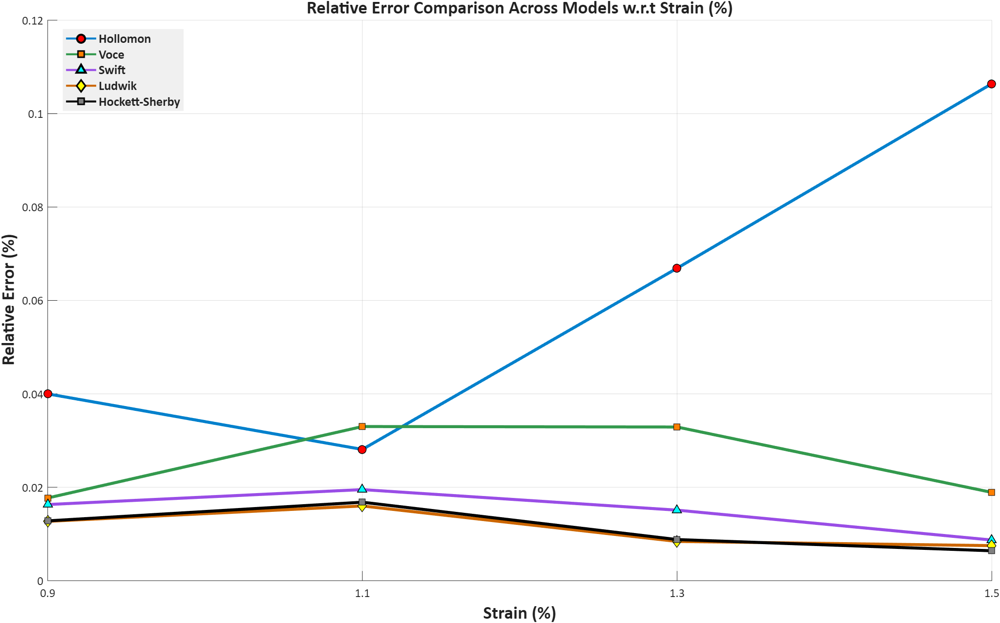 Relative Error Comparison Across Models w.r.t Strain (%)
0.12
Hollomon
Voce
Swift
Ludwik
Hockett-Sherby
0.1
0.08
0.06
0.04
0.02
0
Relative Error (%)
0.9 1.1 1.3 1.5
Strain (%)